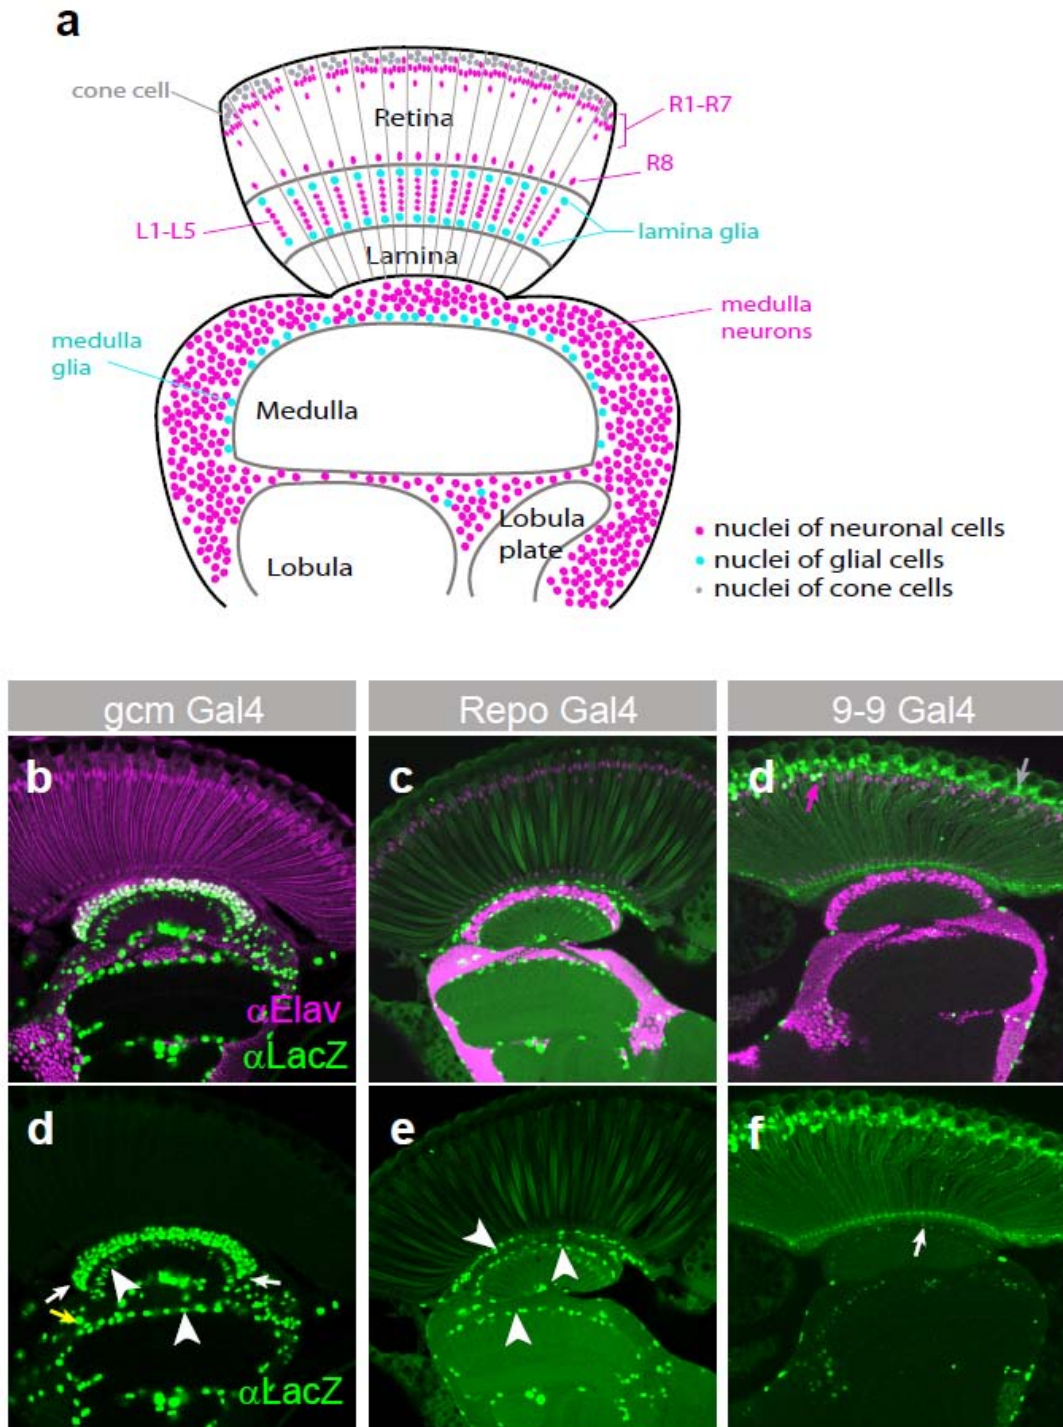 a
cone cell
Retina
R1-R7
R8
L1-L5
lamina glia
Lamina
medulla
neurons
medulla
glia
Medulla
Lobula
plate
Lobula
nuclei of neuronal cells
nuclei of glial cells
nuclei of cone cells
gcm Gal4
Repo Gal4
9-9 Gal4
b
c
d
αElav
αLacZ
d
e
f
αLacZ